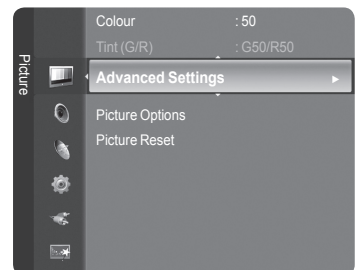 Picture
Colour : 50
Tint (G/R) : G50/R50
Advanced Settings ►
Picture Options
Picture Reset